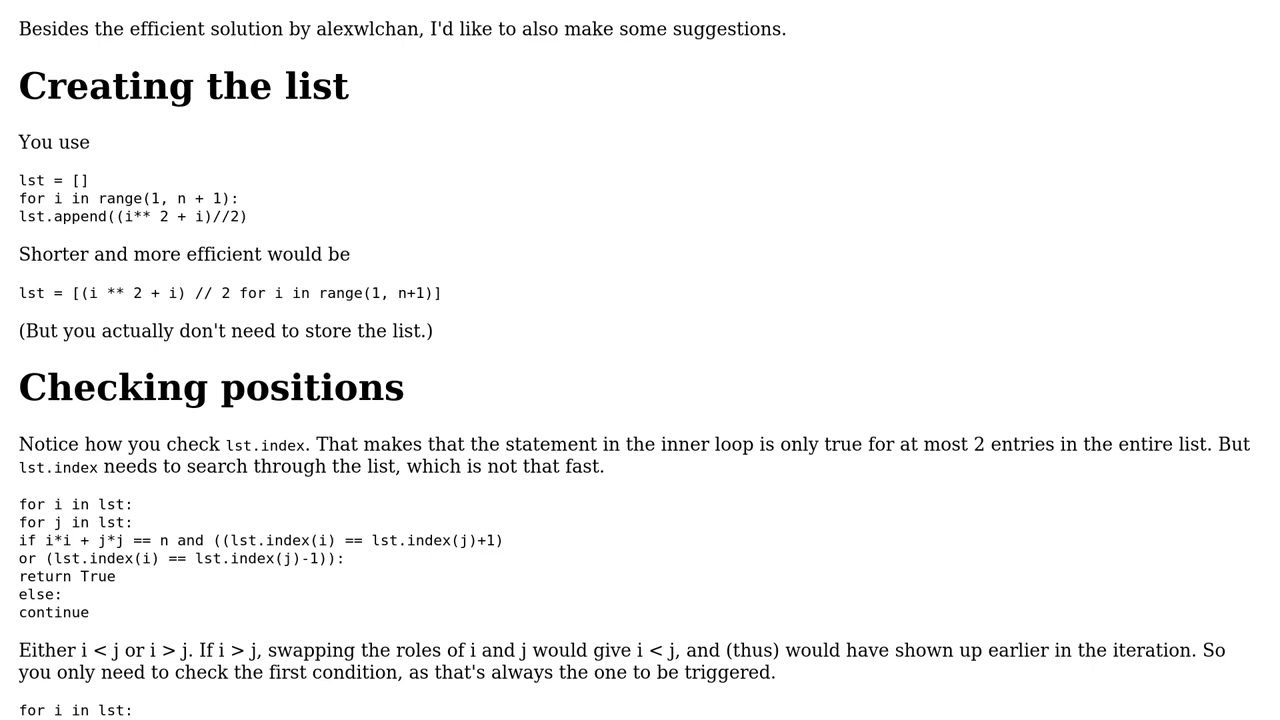 Besides the efficient solution by alexwlchan, I'd like to also make some suggestions.
Creating the list
You use
lst = []
for i in range(1, n + 1):
lst.append((i** 2 + i)//2)
Shorter and more efficient would be
lst = [(i ** 2 + i) // 2 for i in range(1, n+1)]
(But you actually don't need to store the list.)
Checking positions
Notice how you check lst.index. That makes that the statement in the inner loop is only true for at most 2 entries in the entire list. But
lst.index needs to search through the list, which is not that fast.
for i in lst:
for j in lst:
if i*i + j*j == n and ((lst.index(i) == lst.index(j)+1)
or (lst.index(i) == lst.index(j)-1)):
return True
else:
continue
Either i < j or i > j. If i > j, swapping the roles of i and j would give i < j, and (thus) would have shown up earlier in the iteration. So
you only need to check the first condition, as that's always the one to be triggered.
for i in lst: